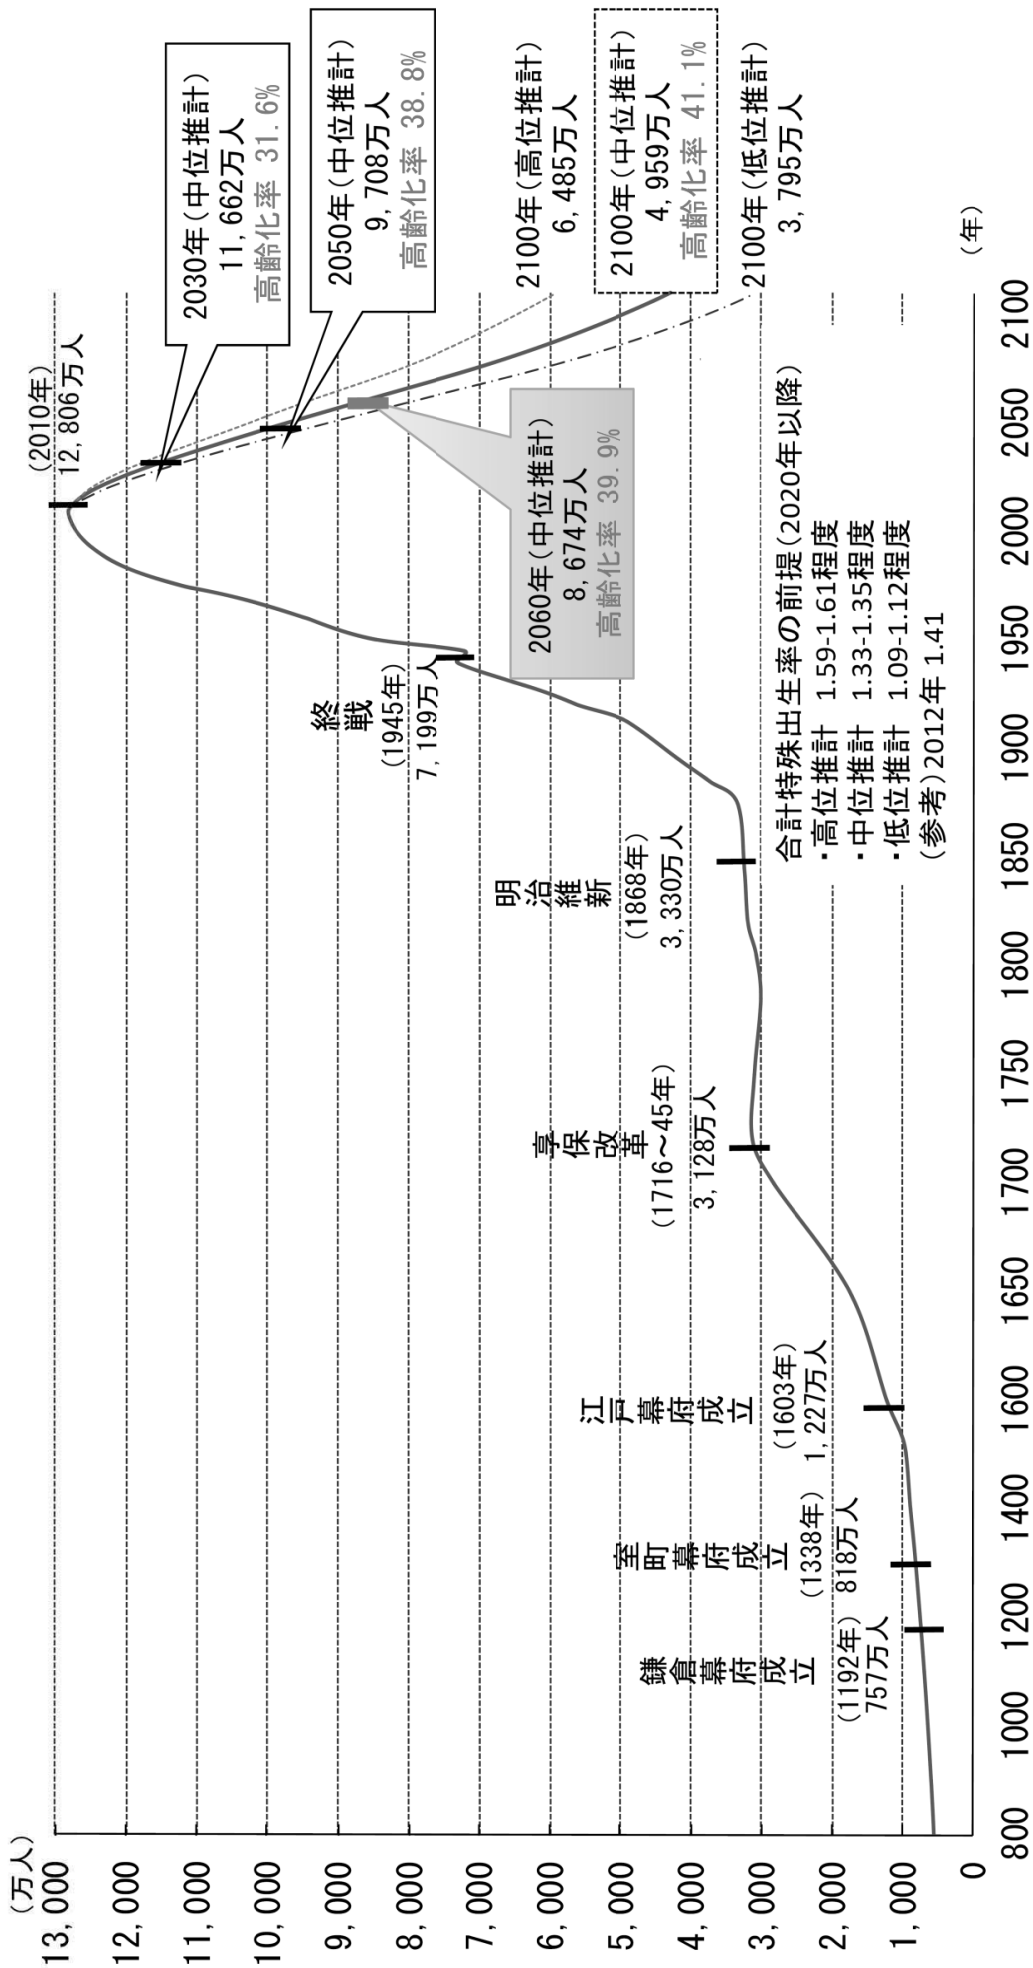 (万人)
13,000
12,000
11,000
10,000
9,000
8,000
7,000
6,000
5,000
4,000
3,000
2,000
1,000
0
800
1000
1200
1400
1600
1650
1700
1750
1800
1850
1900
1950
2000
2050
2100
(年)
鎌倉幕府成立
(1192年)
757万人
室町幕府成立
(1338年)
818万人
江戸幕府成立
(1603年)
1,227万人
享保改革
(1716～45年)
3,128万人
明治維新
(1868年)
3,330万人
終戦
(1945年)
7,199万人
(2010年)
12,806万人
2030年(中位推計)
11,662万人
高齢化率 31.6%
2050年(中位推計)
9,708万人
高齢化率 38.8%
2060年(中位推計)
8,674万人
高齢化率 39.9%
2100年(高位推計)
6,485万人
2100年(中位推計)
4,959万人
高齢化率 41.1%
2100年(低位推計)
3,795万人
合計特殊出生率の前提(2020年以降)
・高位推計 1.59-1.61程度
・中位推計 1.33-1.35程度
・低位推計 1.09-1.12程度
(参考)2012年 1.41